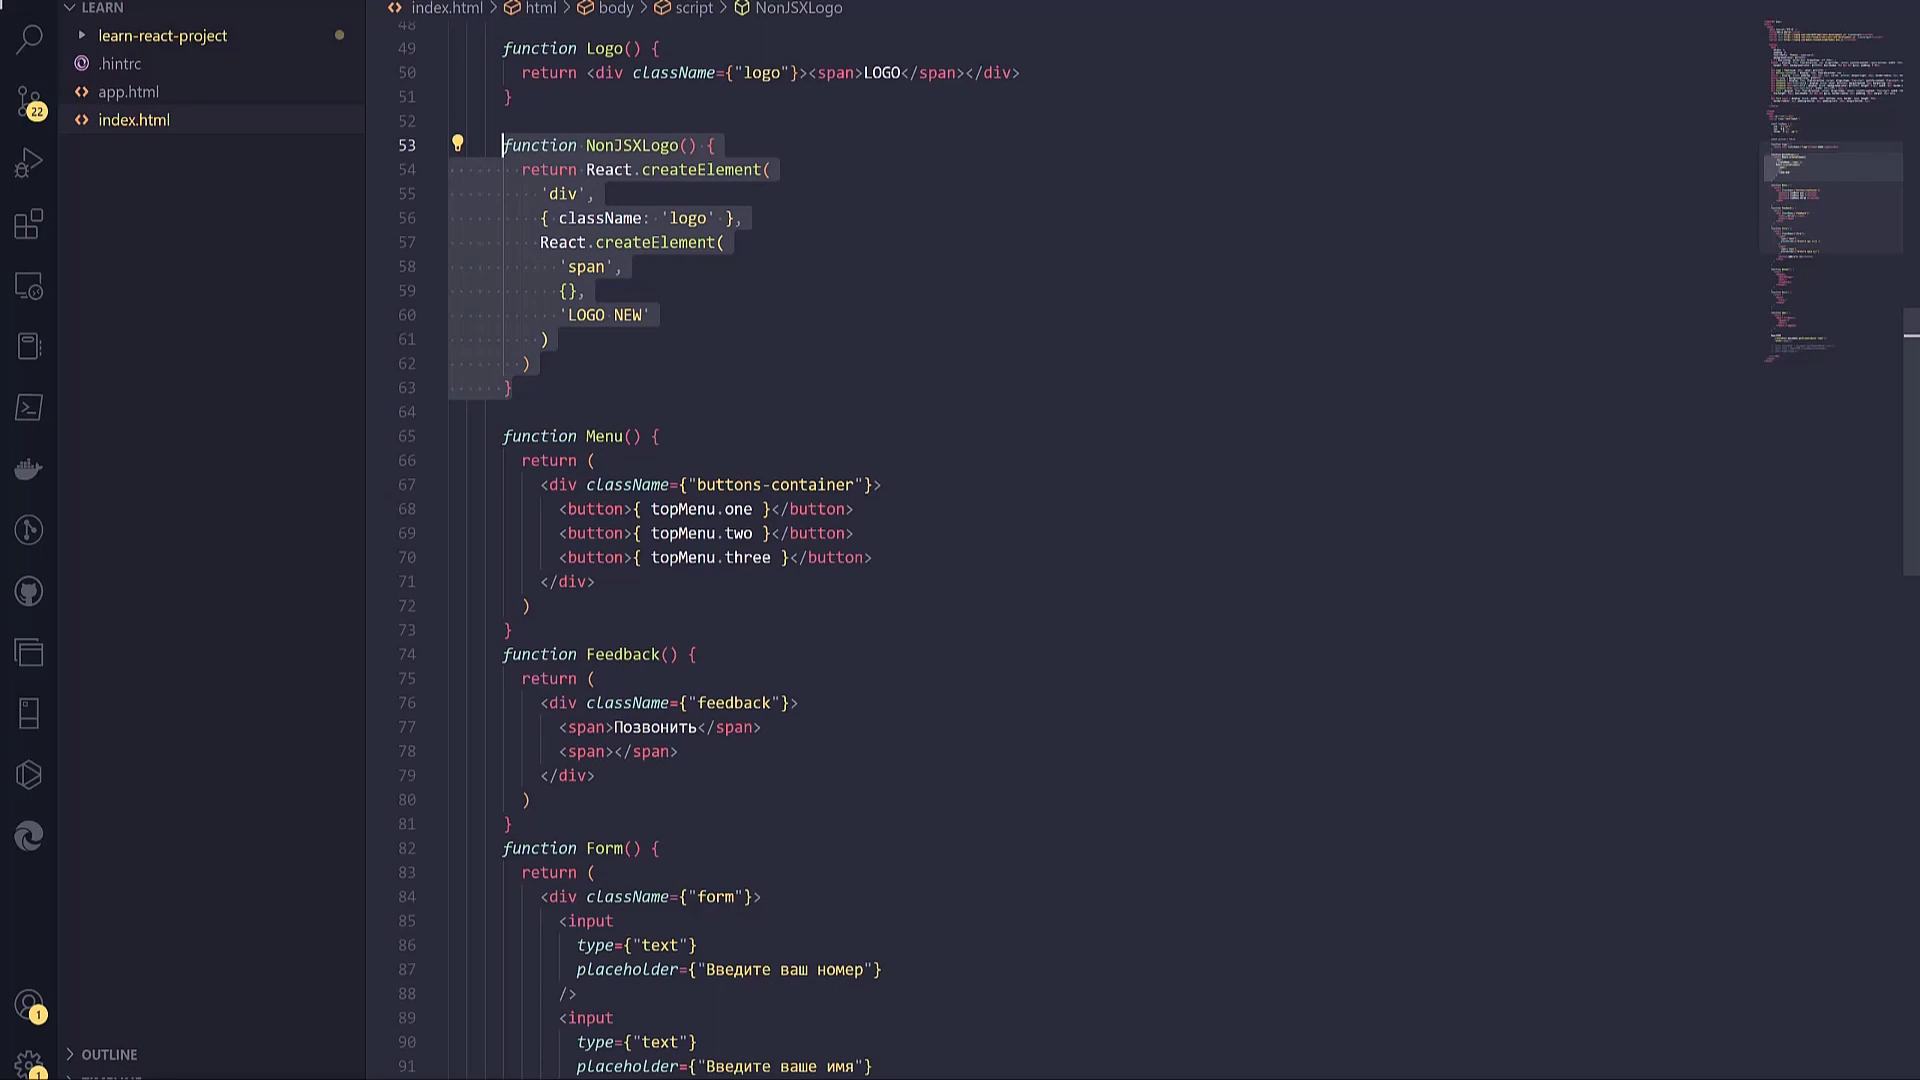 LEARN
learn-react-project
.hintrc
app.html
index.html
22
1
1
OUTLINE
index.html > html > body > script > NonJSXLogo
48
49 function Logo() {
50 return <div className={"logo"}><span>LOGO</span></div>
51 }
52
53 function NonJSXLogo() {
54 return React.createElement(
55 'div',
56 { className: 'logo' },
57 React.createElement(
58 'span',
59 {},
60 'LOGO NEW'
61 )
62 )
63 }
64
65 function Menu() {
66 return (
67 <div className={"buttons-container"}>
68 <button>{ topMenu.one }</button>
69 <button>{ topMenu.two }</button>
70 <button>{ topMenu.three }</button>
71 </div>
72 )
73 }
74 function Feedback() {
75 return (
76 <div className={"feedback"}>
77 <span>Позвонить</span>
78 <span></span>
79 </div>
80 )
81 }
82 function Form() {
83 return (
84 <div className={"form"}>
85 <input
86 type={"text"}
87 placeholder={"Введите ваш номер"}
88 />
89 <input
90 type={"text"}
91 placeholder={"Введите ваше имя"}